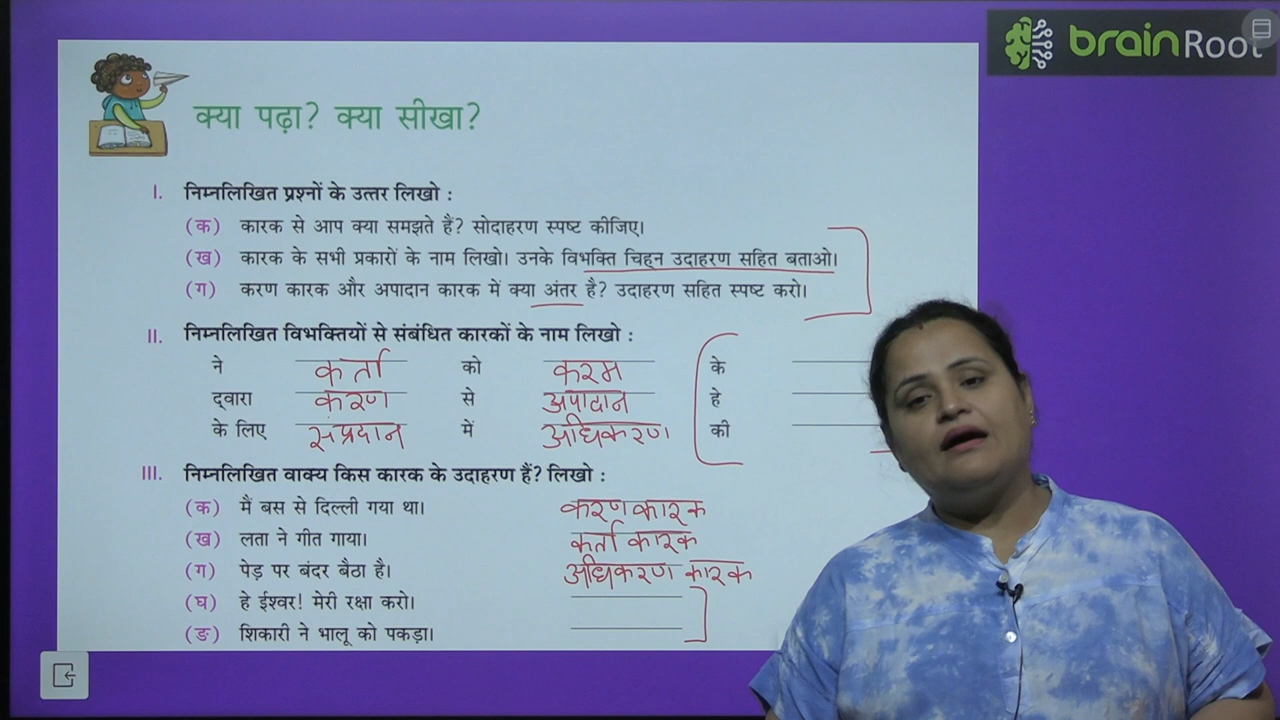 brainRoot
क्या पढ़ा? क्या सीखा?
I. निम्नलिखित प्रश्नों के उत्तर लिखो :
(क) कारक से आप क्या समझते हैं? सोदाहरण स्पष्ट कीजिए।
(ख) कारक के सभी प्रकारों के नाम लिखो। उनके विभक्ति चिह्न उदाहरण सहित बताओ।
(ग) करण कारक और अपादान कारक में क्या अंतर है? उदाहरण सहित स्पष्ट करो।
II. निम्नलिखित विभक्तियों से संबंधित कारकों के नाम लिखो :
ने कर्ता को करम के
द्वारा करण से अपादान हे
के लिए संप्रदान में अधिकरण की
III. निम्नलिखित वाक्य किस कारक के उदाहरण हैं? लिखो :
(क) मैं बस से दिल्ली गया था। करण कारक
(ख) लता ने गीत गाया। कर्ता कारक
(ग) पेड़ पर बंदर बैठा है। अधिकरण कारक
(घ) हे ईश्वर! मेरी रक्षा करो।
(ङ) शिकारी ने भालू को पकड़ा।